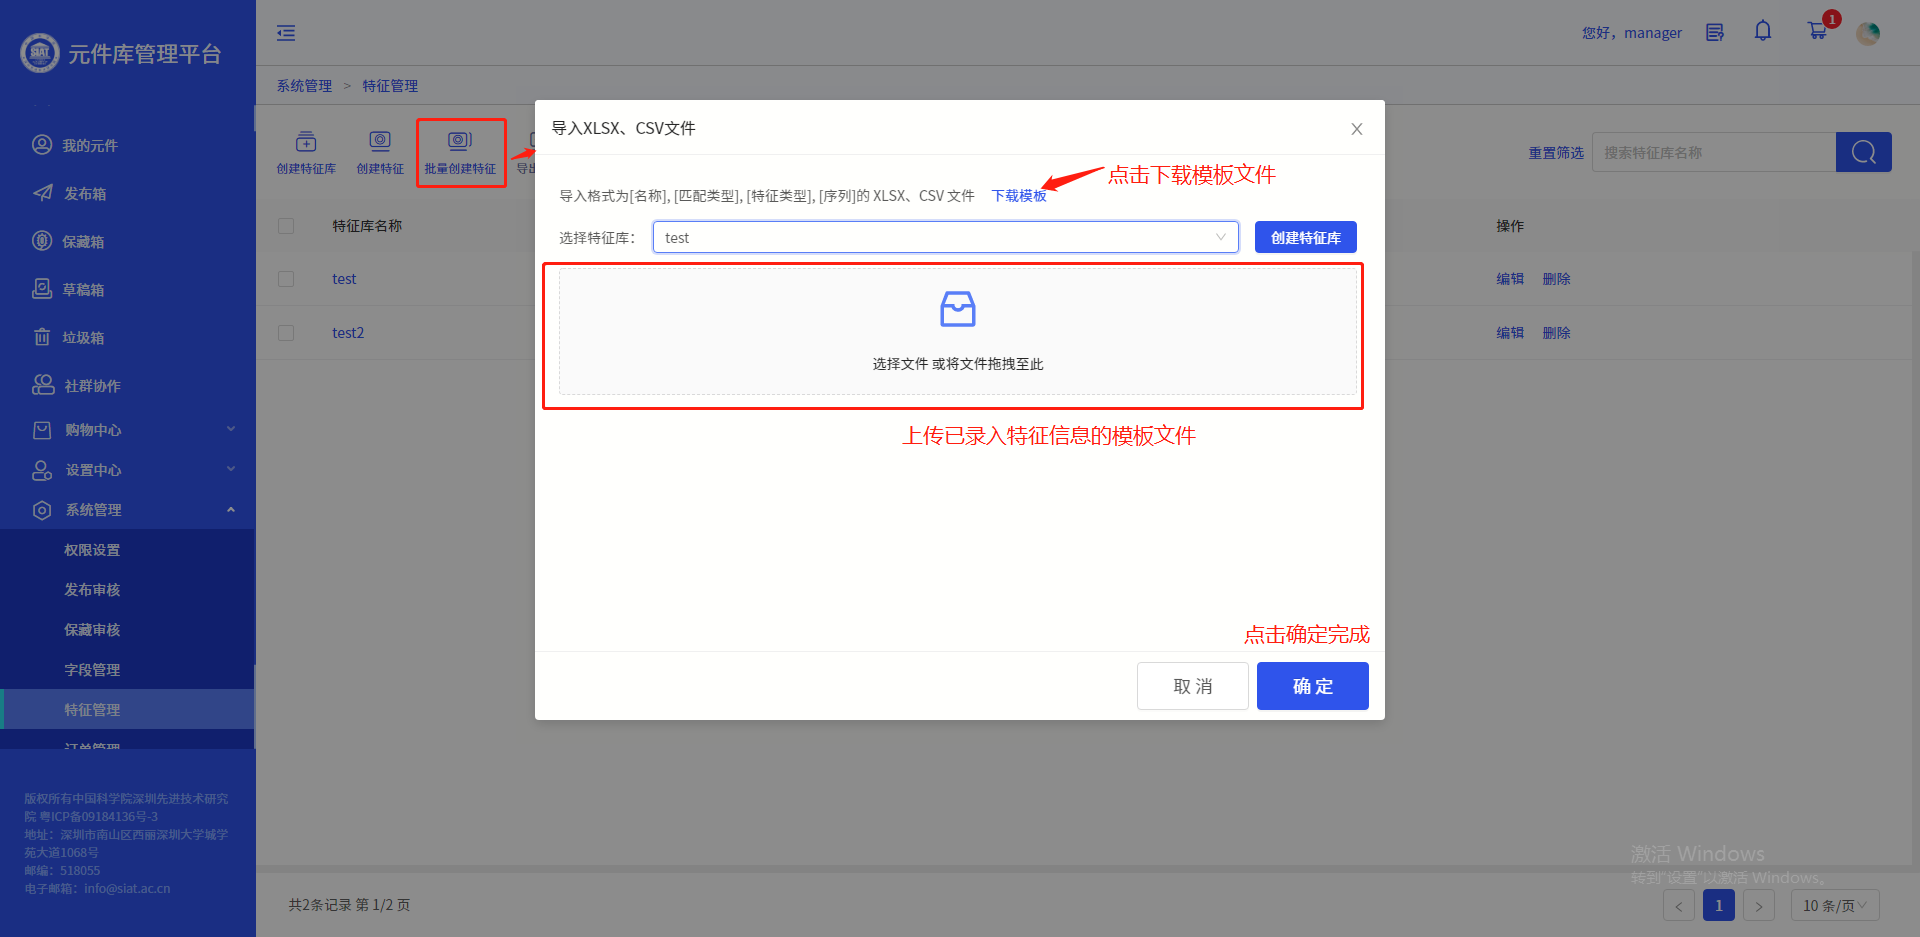 元件库管理平台
我的元件
发布箱
保藏箱
草稿箱
垃圾箱
社群协作
购物中心
设置中心
系统管理
权限设置
发布审核
保藏审核
字段管理
特征管理
订单管理
版权所有中国科学院深圳先进技术研究
院 粤ICP备09184136号-3
地址：深圳市南山区西丽深圳大学城学
苑大道1068号
邮编：518055
电子邮箱：info@siat.ac.cn
您好，manager
1
系统管理 > 特征管理
创建特征库
创建特征
批量创建特征
导出
重置筛选
搜索特征库名称
特征库名称
操作
test
编辑 删除
test2
编辑 删除
导入XLSX、CSV文件
点击下载模板文件
导入格式为[名称], [匹配类型], [特征类型], [序列]的 XLSX、CSV 文件 下载模板
选择特征库： test
创建特征库
选择文件 或将文件拖拽至此
上传已录入特征信息的模板文件
点击确定完成
取 消
确 定
激活 Windows
转到"设置"以激活 Windows。
共2条记录 第 1/2 页
< 1 >
10 条/页